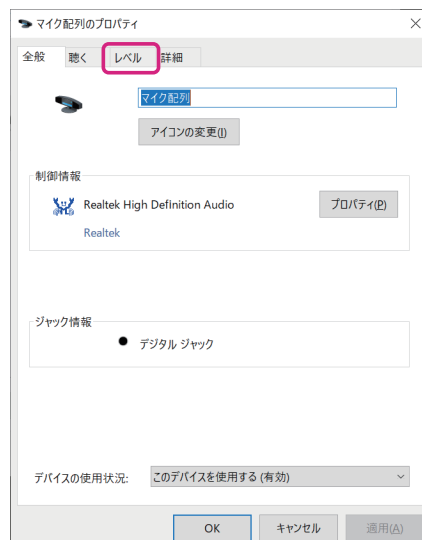 マイク配列のプロパティ
全般 聴く レベル 詳細
マイク配列
アイコンの変更(I)
制御情報
Realtek High Definition Audio
プロパティ(P)
Realtek
ジャック情報
デジタル ジャック
デバイスの使用状況: このデバイスを使用する (有効)
OK キャンセル 適用(A)